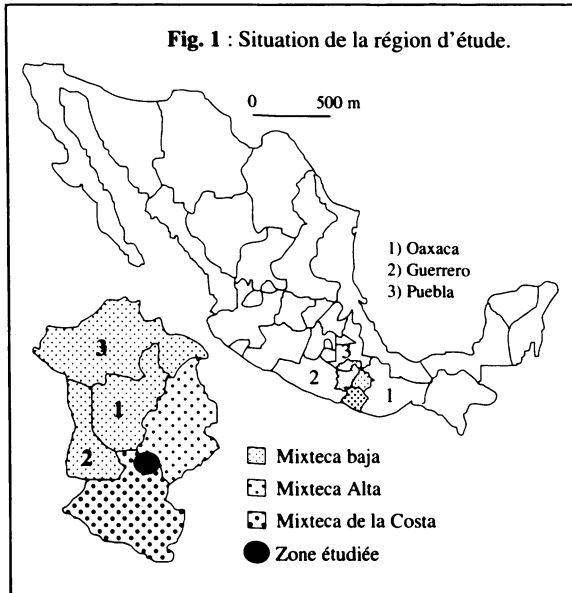 Fig. 1 : Situation de la région d'étude.
0 500 m
1) Oaxaca
2) Guerrero
3) Puebla
3
2
1
3
1
2
Mixteca baja
Mixteca Alta
Mixteca de la Costa
Zone étudiée